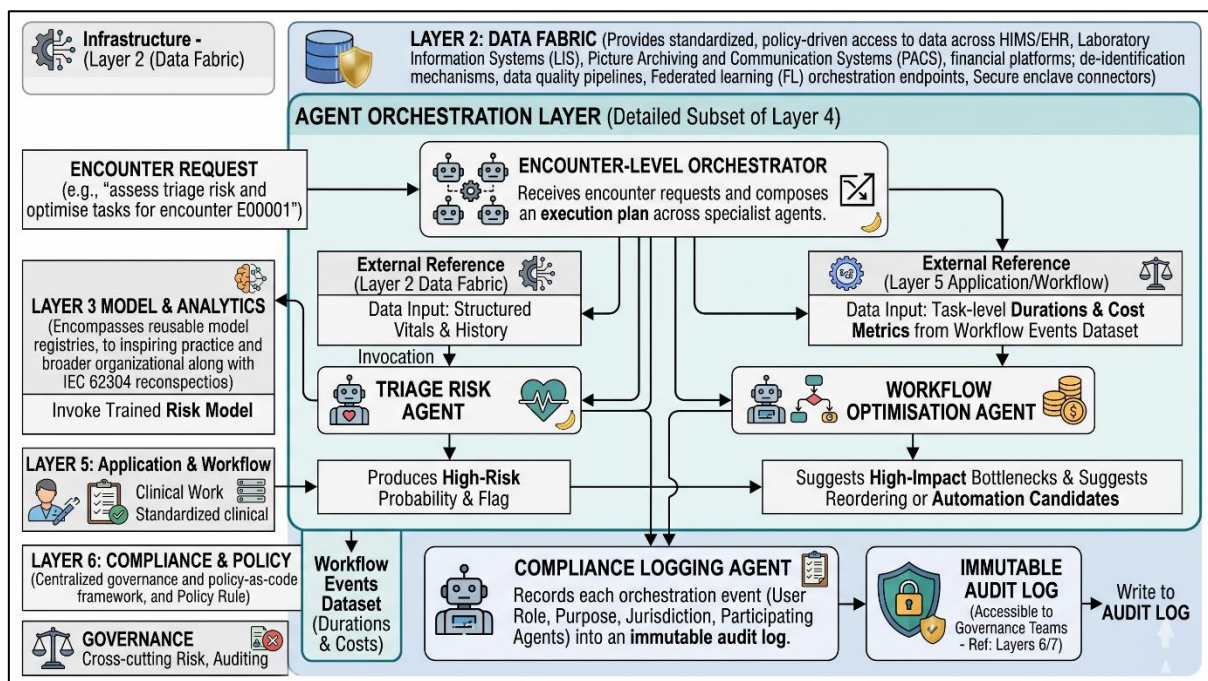 Infrastructure -
(Layer 2 (Data Fabric)
LAYER 2: DATA FABRIC (Provides standardized, policy-driven access to data across HIMS/EHR, Laboratory
Information Systems (LIS), Picture Archiving and Communication Systems (PACS), financial platforms; de-identification
mechanisms, data quality pipelines, Federated learning (FL) orchestration endpoints, Secure enclave connectors)
AGENT ORCHESTRATION LAYER (Detailed Subset of Layer 4)
ENCOUNTER REQUEST
(e.g., “assess triage risk and
optimise tasks for encounter E00001”)
ENCOUNTER-LEVEL ORCHESTRATOR
Receives encounter requests and composes
an execution plan across specialist agents.
External Reference
(Layer 2 Data Fabric)
Data Input: Structured
Vitals & History
Invocation
External Reference
(Layer 5 Application/Workflow)
Data Input: Task-level Durations & Cost
Metrics from Workflow Events Dataset
LAYER 3 MODEL & ANALYTICS
(Encompasses reusable model
registries, to inspiring practice and
broader organizational along with
IEC 62304 reconspectios)
Invoke Trained Risk Model
TRIAGE RISK
AGENT
WORKFLOW
OPTIMISATION AGENT
LAYER 5: Application & Workflow
Clinical Work
Standardized clinical
Produces High-Risk
Probability & Flag
Suggests High-Impact Bottlenecks & Suggests
Reordering or Automation Candidates
LAYER 6: COMPLIANCE & POLICY
(Centralized governance and policy-as-code
framework, and Policy Rule)
GOVERNANCE
Cross-cutting Risk, Auditing
Workflow
Events
Dataset
(Durations
& Costs)
COMPLIANCE LOGGING AGENT
Records each orchestration event (User
Role, Purpose, Jurisdiction, Participating
Agents) into an immutable audit log.
IMMUTABLE
AUDIT LOG
(Accessible to
Governance Teams
- Ref: Layers 6/7)
Write to
AUDIT LOG